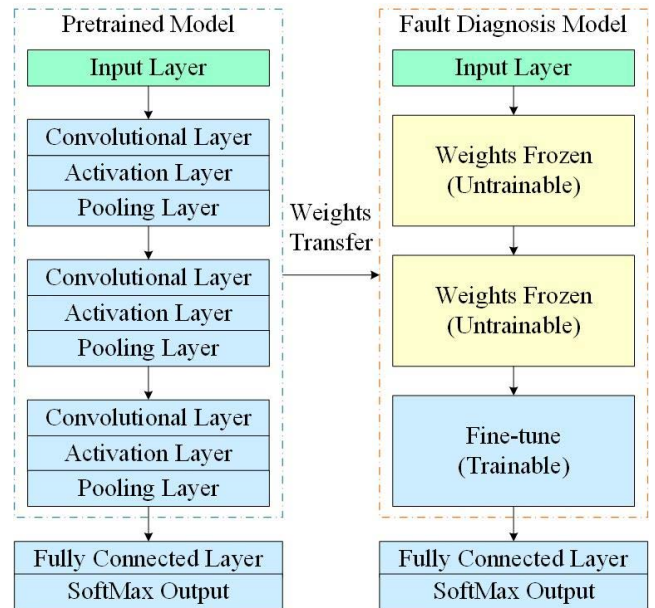 Pretrained Model
Input Layer
Convolutional Layer
Activation Layer
Pooling Layer
Convolutional Layer
Activation Layer
Pooling Layer
Convolutional Layer
Activation Layer
Pooling Layer
Fully Connected Layer
SoftMax Output
Weights
Transfer
Fault Diagnosis Model
Input Layer
Weights Frozen
(Untrainable)
Weights Frozen
(Untrainable)
Fine-tune
(Trainable)
Fully Connected Layer
SoftMax Output